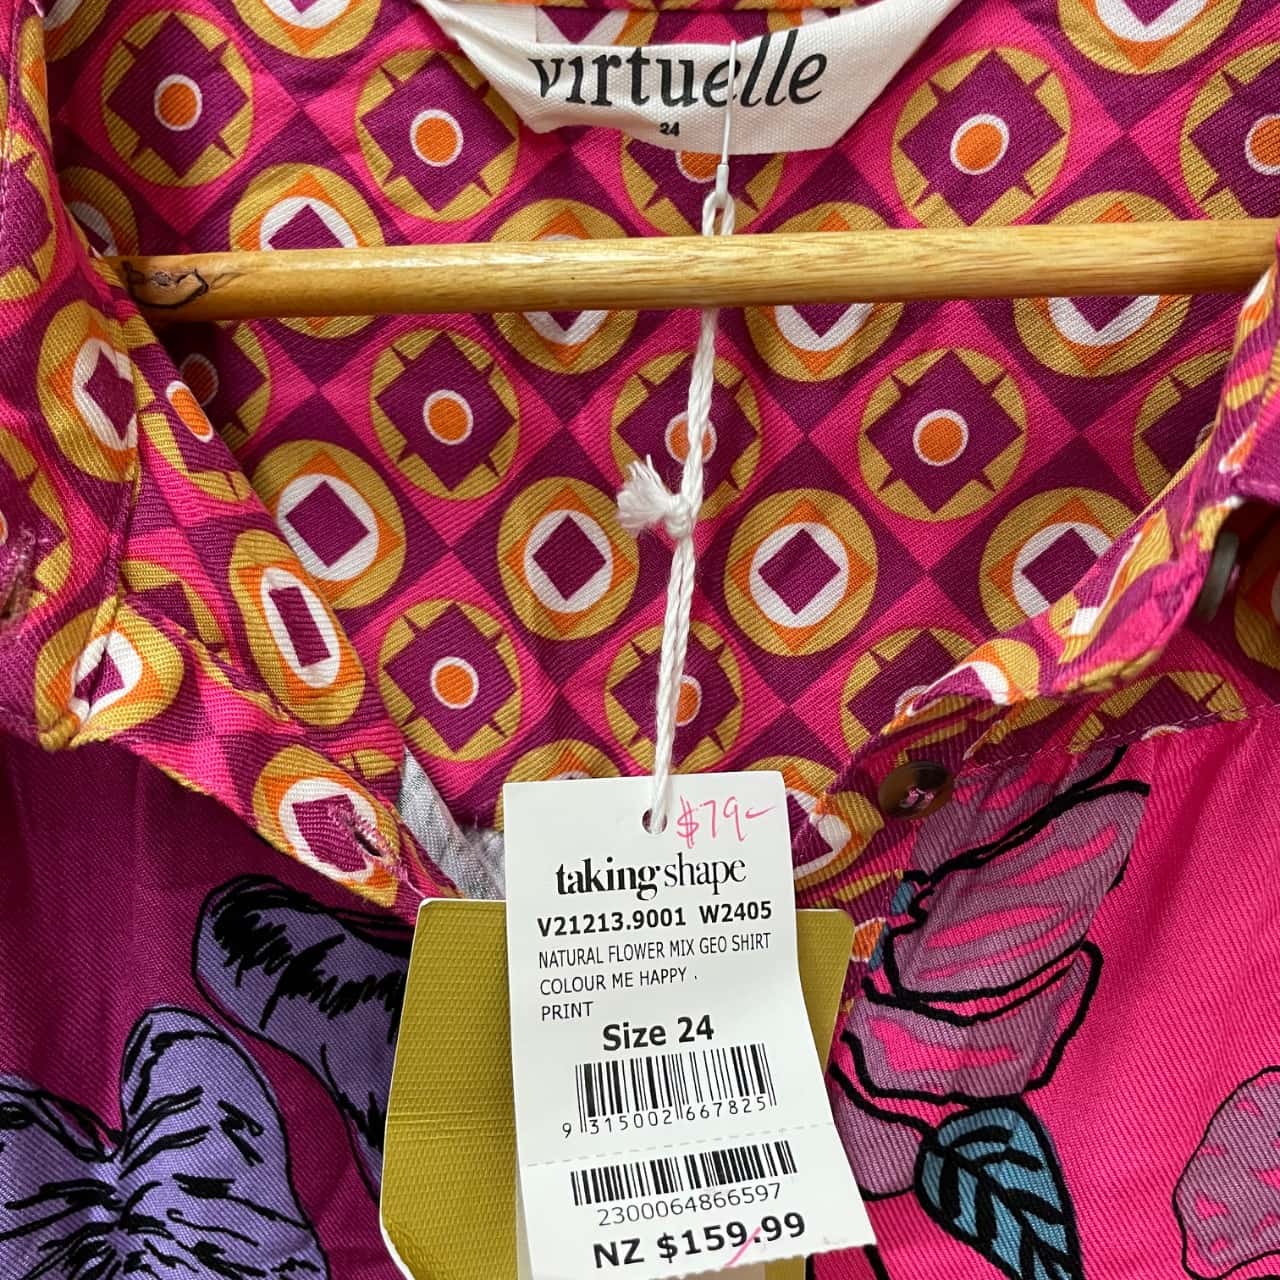 virtuelle
24
$79-
taking shape
V21213.9001 W2405
NATURAL FLOWER MIX GEO SHIRT
COLOUR ME HAPPY .
PRINT
Size 24
9 315002 667825
2300064866597
NZ $159.99